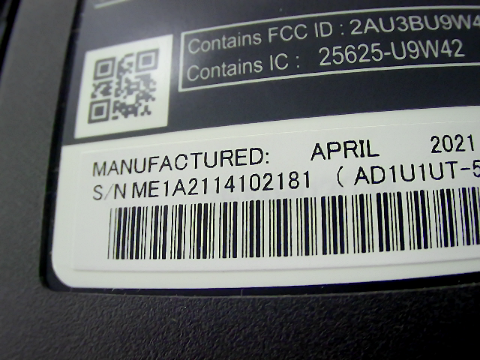 Contains FCC ID : 2AU3BU9W4
Contains IC : 25625-U9W42
MANUFACTURED: APRIL 2021
S/N ME1A2114102181 ( AD1U1UT-5